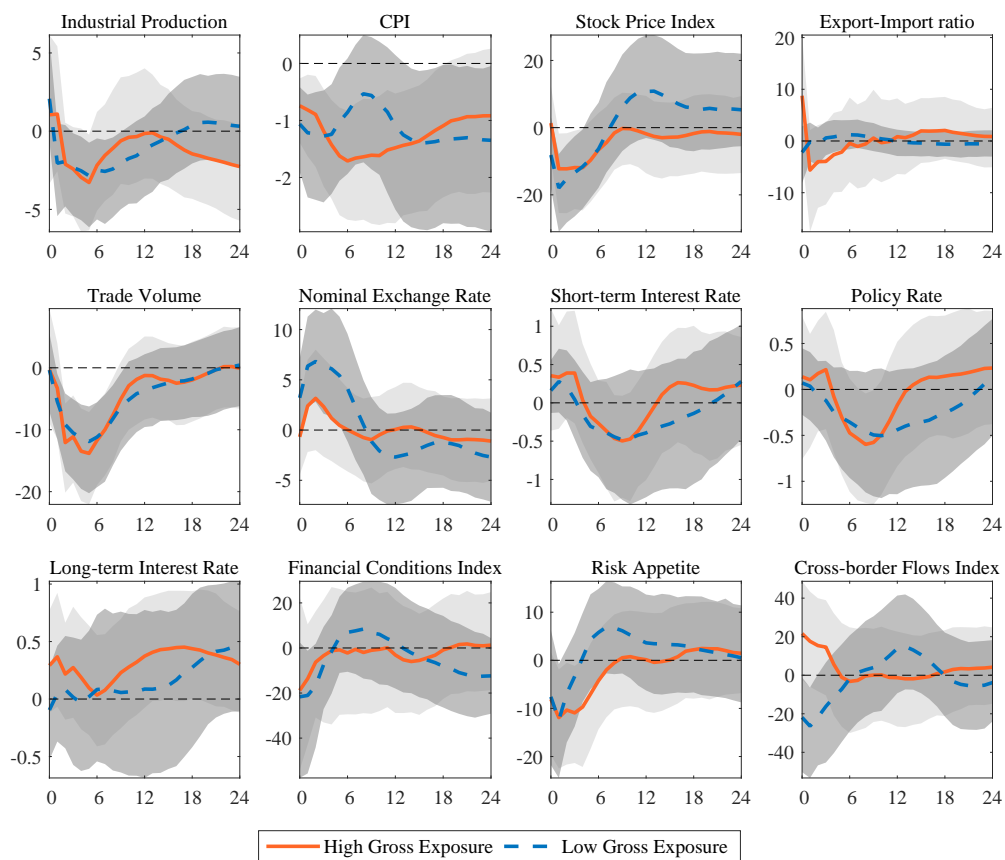 Industrial Production
5
0
-5
0 6 12 18 24
CPI
0
-1
-2
0 6 12 18 24
Stock Price Index
20
0
-20
0 6 12 18 24
Export-Import ratio
20
10
0
-10
0 6 12 18 24
Trade Volume
0
-10
-20
0 6 12 18 24
Nominal Exchange Rate
10
5
0
-5
0 6 12 18 24
Short-term Interest Rate
1
0.5
0
-0.5
-1
0 6 12 18 24
Policy Rate
0.5
0
-0.5
-1
0 6 12 18 24
Long-term Interest Rate
1
0.5
0
-0.5
0 6 12 18 24
Financial Conditions Index
20
0
-20
-40
0 6 12 18 24
Risk Appetite
10
0
-10
-20
0 6 12 18 24
Cross-border Flows Index
40
20
0
-20
-40
0 6 12 18 24
High Gross Exposure Low Gross Exposure